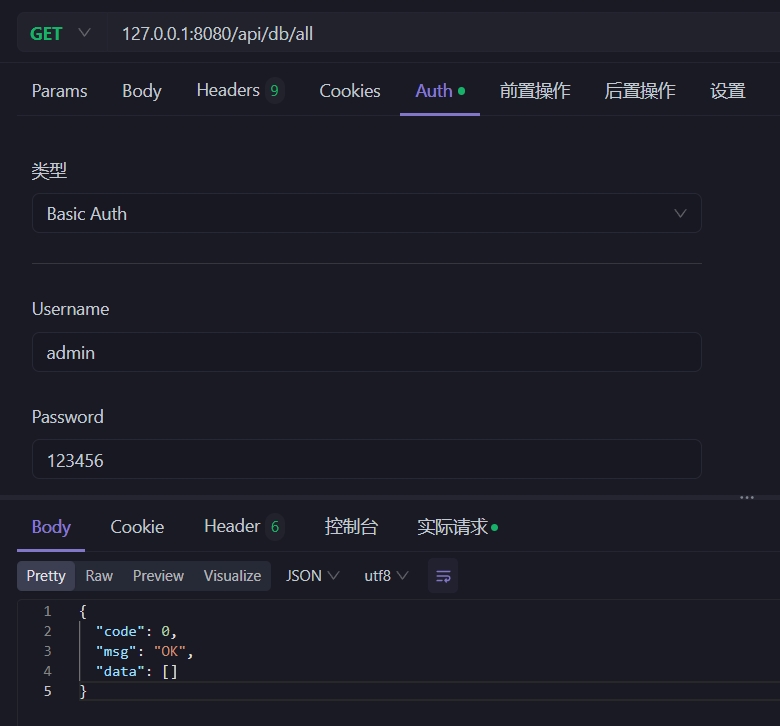 GET 127.0.0.1:8080/api/db/all
Params Body Headers 9 Cookies Auth 前置操作 后置操作 设置
类型
Basic Auth
Username
admin
Password
123456
Body Cookie Header 6 控制台 实际请求
Pretty Raw Preview Visualize JSON utf8
1 {
2 "code": 0,
3 "msg": "OK",
4 "data": []
5 }